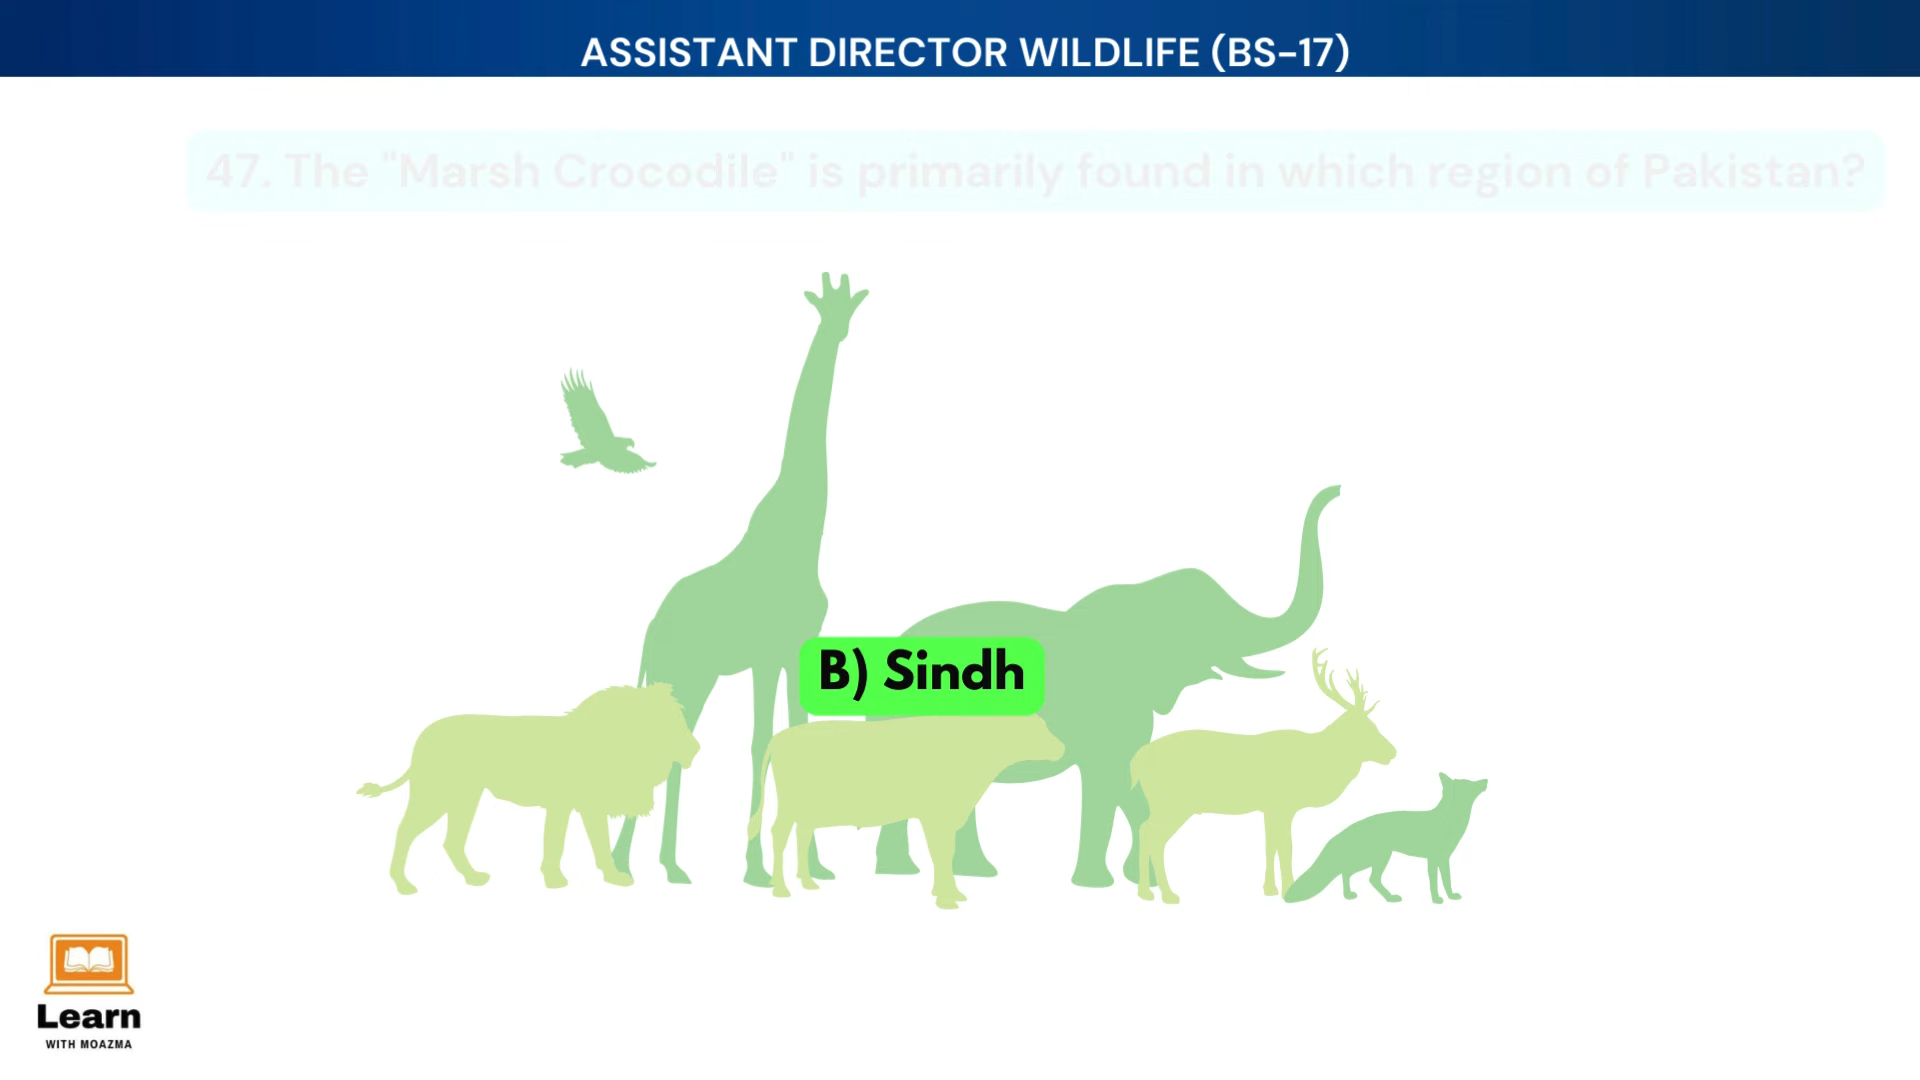 ASSISTANT DIRECTOR WILDLIFE (BS-17)
47. The "Marsh Crocodile" is primarily found in which region of Pakistan?
B) Sindh
Learn
WITH MOAZMA